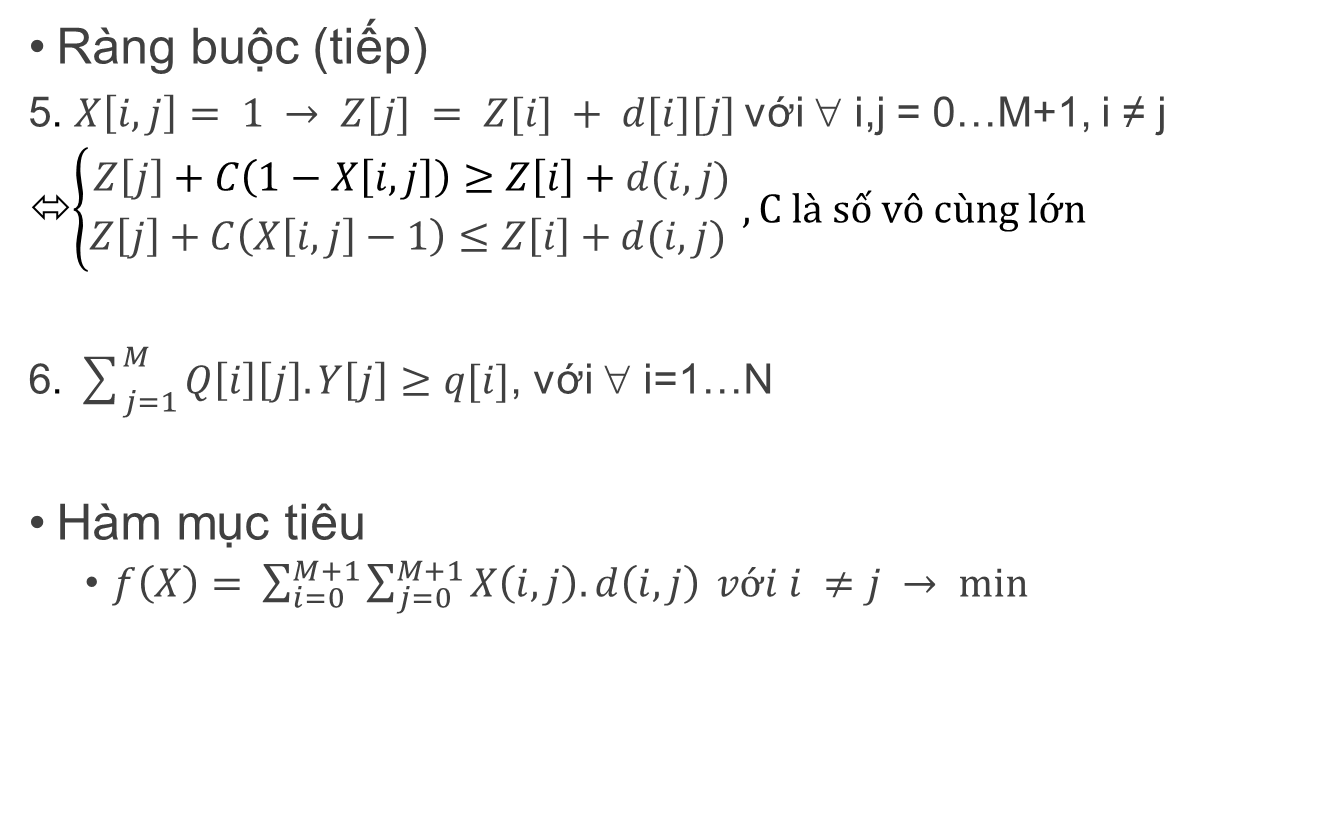 • Ràng buộc (tiếp)
5. X[i,j] = 1 → Z[j] = Z[i] + d[i][j] với ∀ i,j = 0…M+1, i ≠ j
⇔ { Z[j] + C(1 − X[i,j]) ≥ Z[i] + d(i,j)
Z[j] + C(X[i,j] − 1) ≤ Z[i] + d(i,j) , C là số vô cùng lớn
6. ∑_{j=1}^{M} Q[i][j].Y[j] ≥ q[i], với ∀ i=1…N
• Hàm mục tiêu
• f(X) = ∑_{i=0}^{M+1} ∑_{j=0}^{M+1} X(i,j).d(i,j) với i ≠ j → min